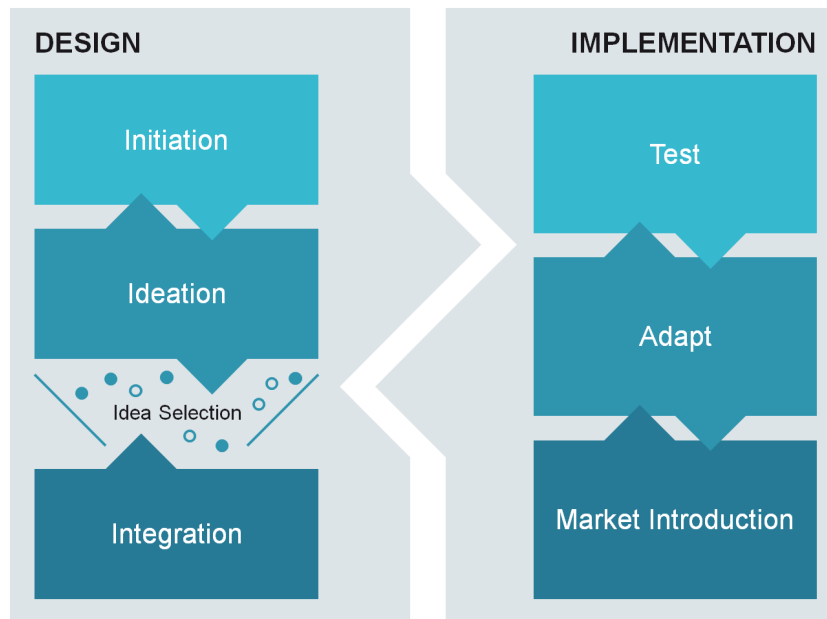 DESIGN
Initiation
Ideation
Idea Selection
Integration
IMPLEMENTATION
Test
Adapt
Market Introduction